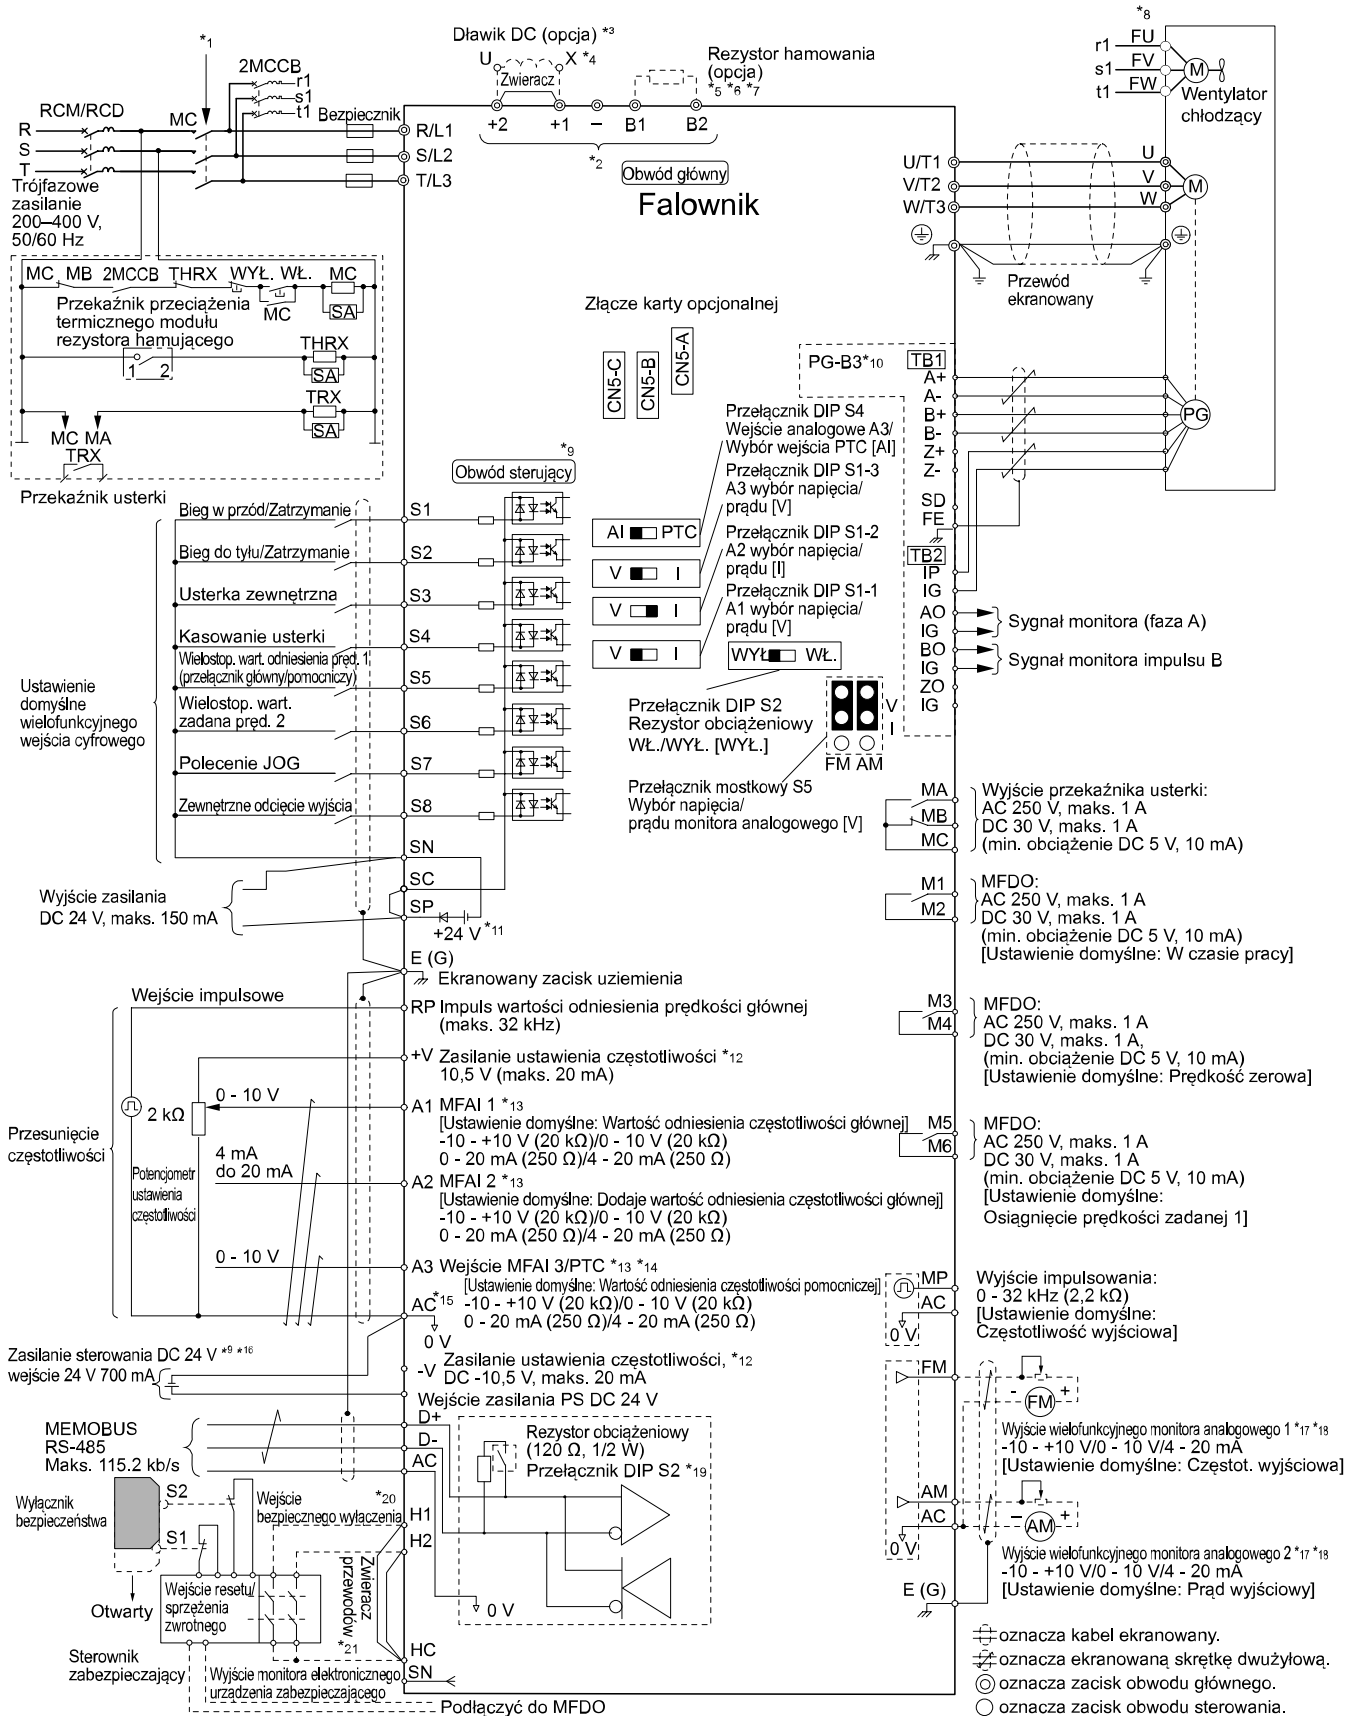 *1
2MCCB
r1
s1
t1
RCM/RCD
MC
Bezpiecznik
R
S
T
Trójfazowe
zasilanie
200–400 V,
50/60 Hz
R/L1
S/L2
T/L3
Dławik DC (opcja) *3
U
X *4
Zwieracz
Rezystor hamowania
(opcja)
*5 *6 *7
+2
+1
–
B1
B2
*2
Obwód główny
Falownik
*8
r1
FU
s1
FV
t1
FW
M
Wentylator
chłodzący
U/T1
V/T2
W/T3
U
V
W
M
Przewód
ekranowany
MC
MB
2MCCB
THRX
WYŁ.
WŁ.
MC
MC
SA
Przekaźnik przeciążenia
termicznego modułu
rezystora hamującego
1
2
THRX
SA
TRX
SA
MC
MA
TRX
Przekaźnik usterki
Złącze karty opcjonalnej
CN5-C
CN5-B
CN5-A
PG-B3*10
TB1
A+
A-
B+
B-
Z+
Z-
SD
FE
TB2
IP
IG
AO
IG
BO
IG
ZO
IG
PG
Sygnał monitora (faza A)
Sygnał monitora impulsu B
Przełącznik DIP S4
Wejście analogowe A3/
Wybór wejścia PTC [AI]
Przełącznik DIP S1-3
A3 wybór napięcia/
prądu [V]
Przełącznik DIP S1-2
A2 wybór napięcia/
prądu [I]
Przełącznik DIP S1-1
A1 wybór napięcia/
prądu [V]
AI
PTC
V
I
V
I
V
I
WYŁ
WŁ.
Przełącznik DIP S2
Rezystor obciążeniowy
WŁ./WYŁ. [WYŁ.]
V
I
FM AM
Przełącznik mostkowy S5
Wybór napięcia/
prądu monitora analogowego [V]
*9
Obwód sterujący
Ustawienie
domyślne
wielofunkcyjnego
wejścia cyfrowego
Bieg w przód/Zatrzymanie
S1
Bieg do tyłu/Zatrzymanie
S2
Usterka zewnętrzna
S3
Kasowanie usterki
S4
Wielostop. wart. odniesienia pręd. 1
(przełącznik główny/pomocniczy)
S5
Wielostop. wart.
zadana pręd. 2
S6
Polecenie JOG
S7
Zewnętrzne odcięcie wyjścia
S8
SN
SC
SP
Wyjście zasilania
DC 24 V, maks. 150 mA
+24 V *11
E (G)
Ekranowany zacisk uziemienia
MA
MB
MC
Wyjście przekaźnika usterki:
AC 250 V, maks. 1 A
DC 30 V, maks. 1 A
(min. obciążenie DC 5 V, 10 mA)
M1
M2
MFDO:
AC 250 V, maks. 1 A
DC 30 V, maks. 1 A
(min. obciążenie DC 5 V, 10 mA)
[Ustawienie domyślne: W czasie pracy]
M3
M4
MFDO:
AC 250 V, maks. 1 A
DC 30 V, maks. 1 A,
(min. obciążenie DC 5 V, 10 mA)
[Ustawienie domyślne: Prędkość zerowa]
M5
M6
MFDO:
AC 250 V, maks. 1 A
DC 30 V, maks. 1 A
(min. obciążenie DC 5 V, 10 mA)
[Ustawienie domyślne:
Osiągnięcie prędkości zadanej 1]
Przesunięcie
częstotliwości
Wejście impulsowe
RP Impuls wartości odniesienia prędkości głównej
(maks. 32 kHz)
+V Zasilanie ustawienia częstotliwości *12
10,5 V (maks. 20 mA)
2 kΩ
0 - 10 V
A1 MFAI 1 *13
[Ustawienie domyślne: Wartość odniesienia częstotliwości głównej]
-10 - +10 V (20 kΩ)/0 - 10 V (20 kΩ)
0 - 20 mA (250 Ω)/4 - 20 mA (250 Ω)
4 mA
do 20 mA
Potencjometr
ustawienia
częstotliwości
A2 MFAI 2 *13
[Ustawienie domyślne: Dodaje wartość odniesienia częstotliwości głównej]
-10 - +10 V (20 kΩ)/0 - 10 V (20 kΩ)
0 - 20 mA (250 Ω)/4 - 20 mA (250 Ω)
0 - 10 V
A3 Wejście MFAI 3/PTC *13 *14
[Ustawienie domyślne: Wartość odniesienia częstotliwości pomocniczej]
AC *15
-10 - +10 V (20 kΩ)/0 - 10 V (20 kΩ)
0 - 20 mA (250 Ω)/4 - 20 mA (250 Ω)
0 V
Zasilanie sterowania DC 24 V *9 *16
wejście 24 V 700 mA
-V Zasilanie ustawienia częstotliwości, *12
DC -10,5 V, maks. 20 mA
Wejście zasilania PS DC 24 V
MP
AC
0 V
Wyjście impulsowania:
0 - 32 kHz (2,2 kΩ)
[Ustawienie domyślne:
Częstotliwość wyjściowa]
FM
-
+
FM
Wyjście wielofunkcyjnego monitora analogowego 1 *17 *18
-10 - +10 V/0 - 10 V/4 - 20 mA
[Ustawienie domyślne: Częstot. wyjściowa]
AM
AC
0 V
–
+
AM
Wyjście wielofunkcyjnego monitora analogowego 2 *17 *18
-10 - +10 V/0 - 10 V/4 - 20 mA
[Ustawienie domyślne: Prąd wyjściowy]
E (G)
MEMOBUS
RS-485
Maks. 115.2 kb/s
D+
D-
AC
Rezystor obciążeniowy
(120 Ω, 1/2 W)
Przełącznik DIP S2 *19
0 V
Wyłącznik
bezpieczeństwa
S2
S1
Otwarty
Wejście
bezpiecznego wyłączenia
*20
H1
H2
Zwieracz
przewodów
*21
HC
SN
Wejście resetu/
sprzężenia
zwrotnego
Sterownik
zabezpieczający
Wyjście monitora elektronicznego
urządzenia zabezpieczającego
Podłączyć do MFDO
oznacza kabel ekranowany.
oznacza ekranowaną skrętkę dwużyłową.
oznacza zacisk obwodu głównego.
oznacza zacisk obwodu sterowania.